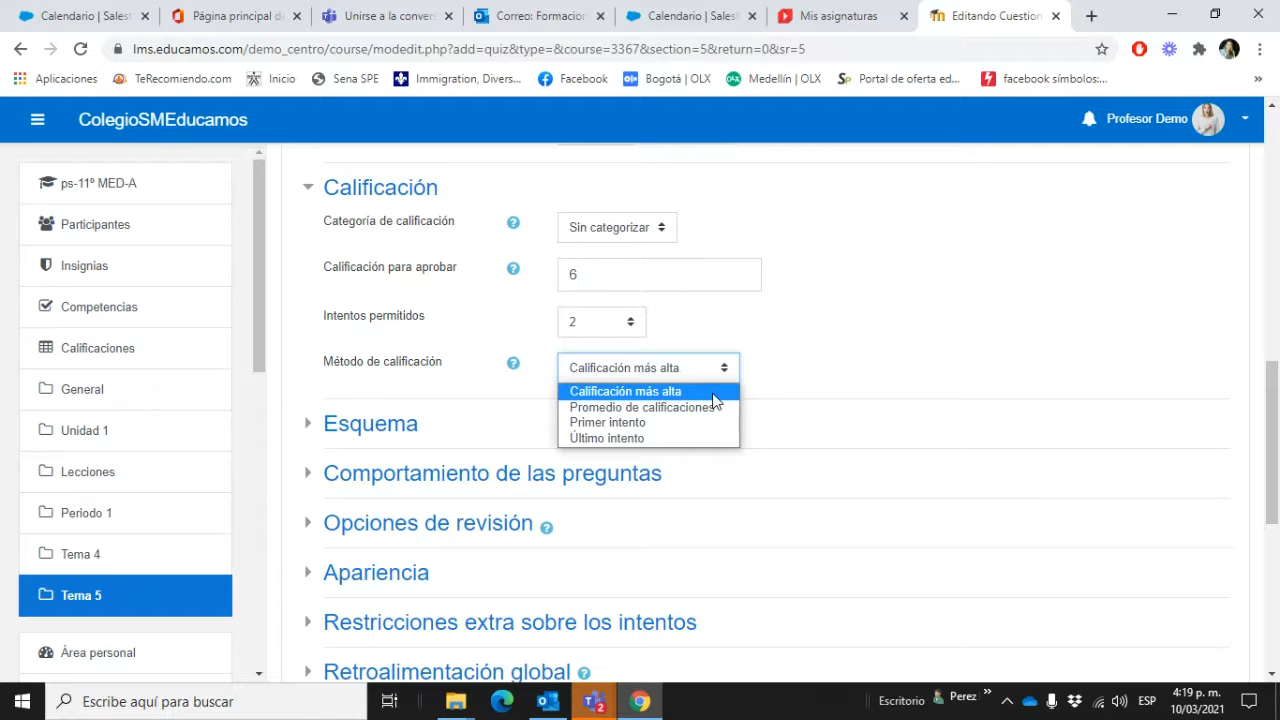 Calendario | Sales
Página principal d
Unirse a la conver
Correo: Formacion
Calendario | Sales
Mis asignaturas
Editando Cuestion
lms.educamos.com/demo_centro/course/modedit.php?add=quiz&type=&course=3367&section=5&return=0&sr=5
Aplicaciones
TeRecomiendo.com
Inicio
Sena SPE
Immigration, Divers...
Facebook
Bogotá | OLX
Medellín | OLX
Portal de oferta ed...
facebook símbolos:...
»
ColegioSMEducamos
Profesor Demo
ps-11º MED-A
Participantes
Insignias
Competencias
Calificaciones
General
Unidad 1
Lecciones
Periodo 1
Tema 4
Tema 5
Área personal
Calificación
Categoría de calificación
Sin categorizar
Calificación para aprobar
6
Intentos permitidos
2
Método de calificación
Calificación más alta
Calificación más alta
Promedio de calificaciones
Primer intento
Último intento
Esquema
Comportamiento de las preguntas
Opciones de revisión
Apariencia
Restricciones extra sobre los intentos
Retroalimentación global
Escribe aquí para buscar
Escritorio
Perez
»
ESP
4:19 p. m.
10/03/2021